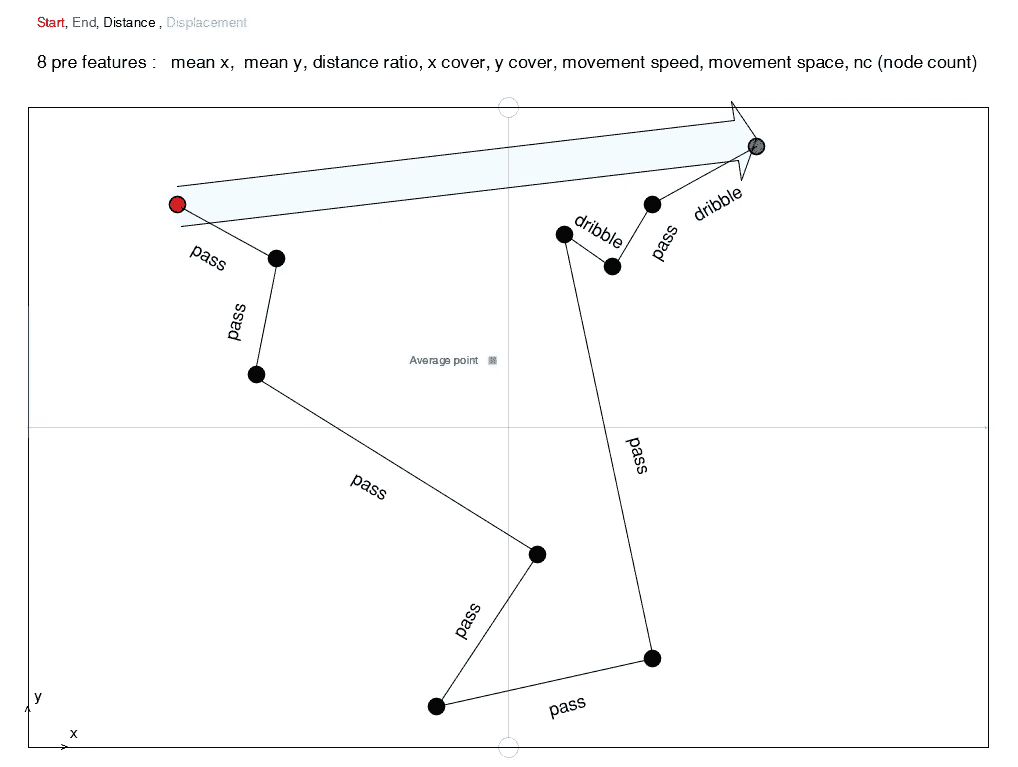 Start, End, Distance , Displacement
8 pre features :   mean x,  mean y, distance ratio, x cover, y cover, movement speed, movement space, nc (node count)
dribble
dribble
pass
pass
pass
Average point
pass
pass
pass
pass
y
x